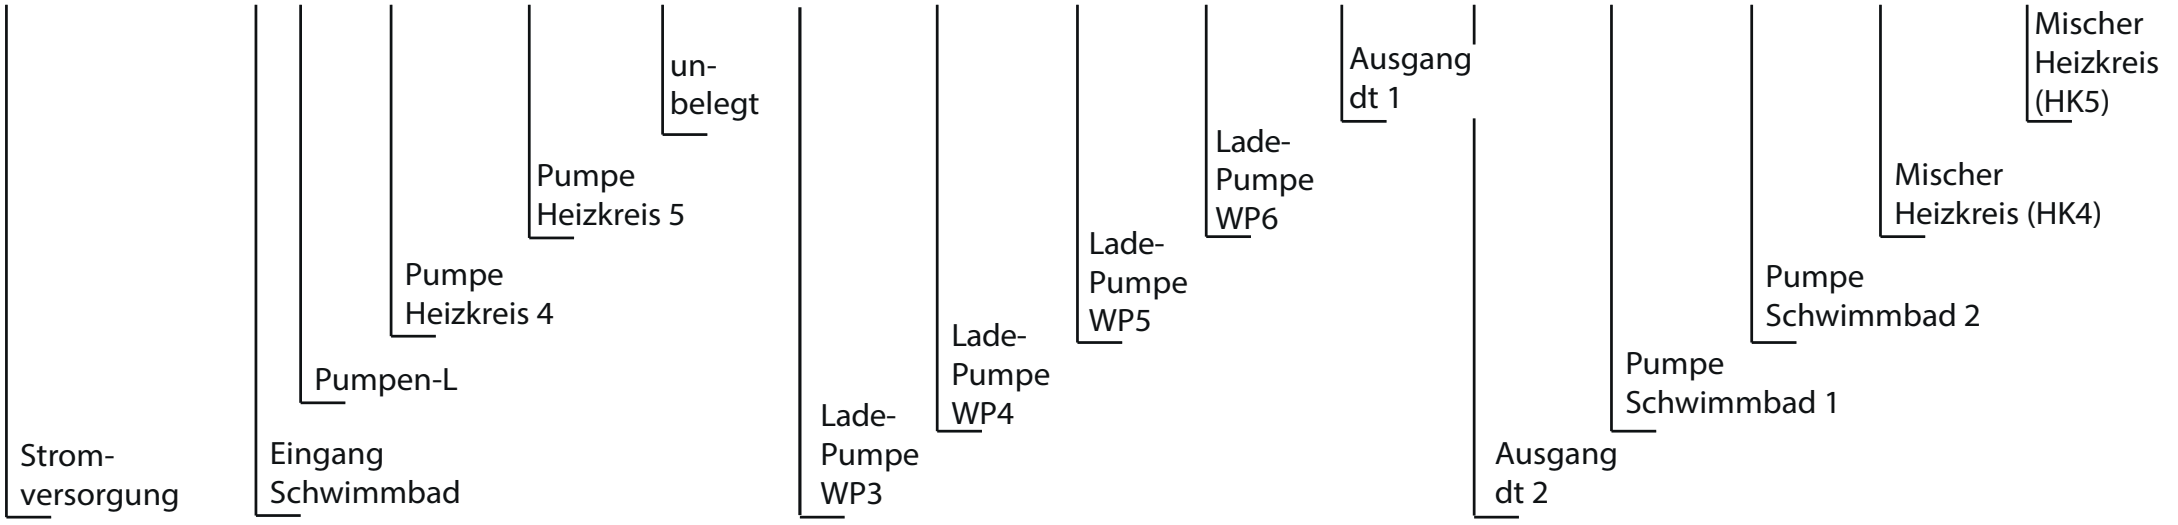 Strom-
versorgung
Eingang
Schwimmbad
Pumpen-L
Pumpe
Heizkreis 4
Pumpe
Heizkreis 5
un-
belegt
Lade-
Pumpe
WP3
Lade-
Pumpe
WP4
Lade-
Pumpe
WP5
Lade-
Pumpe
WP6
Ausgang
dt 1
Ausgang
dt 2
Pumpe
Schwimmbad 1
Pumpe
Schwimmbad 2
Mischer
Heizkreis (HK4)
Mischer
Heizkreis
(HK5)